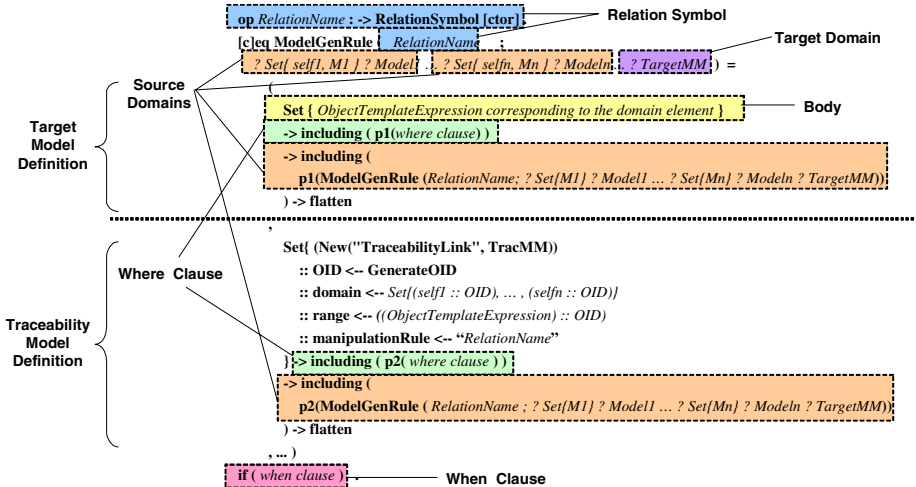 op RelationName : -> RelationSymbol [ctor] .
Relation Symbol
[c]eq ModelGenRule ( RelationName ;
Target Domain
? Set{ self1, M1 } ? Model1 ... ? Set{ selfn, Mn } ? Modeln ... ? TargetMM ) =
Source
Domains
(
Set { ObjectTemplateExpression corresponding to the domain element }
Body
-> including ( p1(where clause) )
Target
Model
Definition
-> including (
p1(ModelGenRule (RelationName; ? Set{M1} ? Model1 ... ? Set{Mn} ? Modeln ? TargetMM))
) -> flatten
,
Set{ (New("TraceabilityLink", TracMM))
Where Clause
:: OID <-- GenerateOID
:: domain <-- Set{(self1 :: OID), ... , (selfn :: OID)}
:: range <-- ((ObjectTemplateExpression) :: OID)
Traceability
Model
Definition
:: manipulationRule <-- “RelationName”
} -> including ( p2( where clause ) )
-> including (
p2(ModelGenRule ( RelationName ; ? Set{M1} ? Model1 ... ? Set{Mn} ? Modeln ? TargetMM))
) -> flatten
, ... )
if ( when clause ) .
When Clause